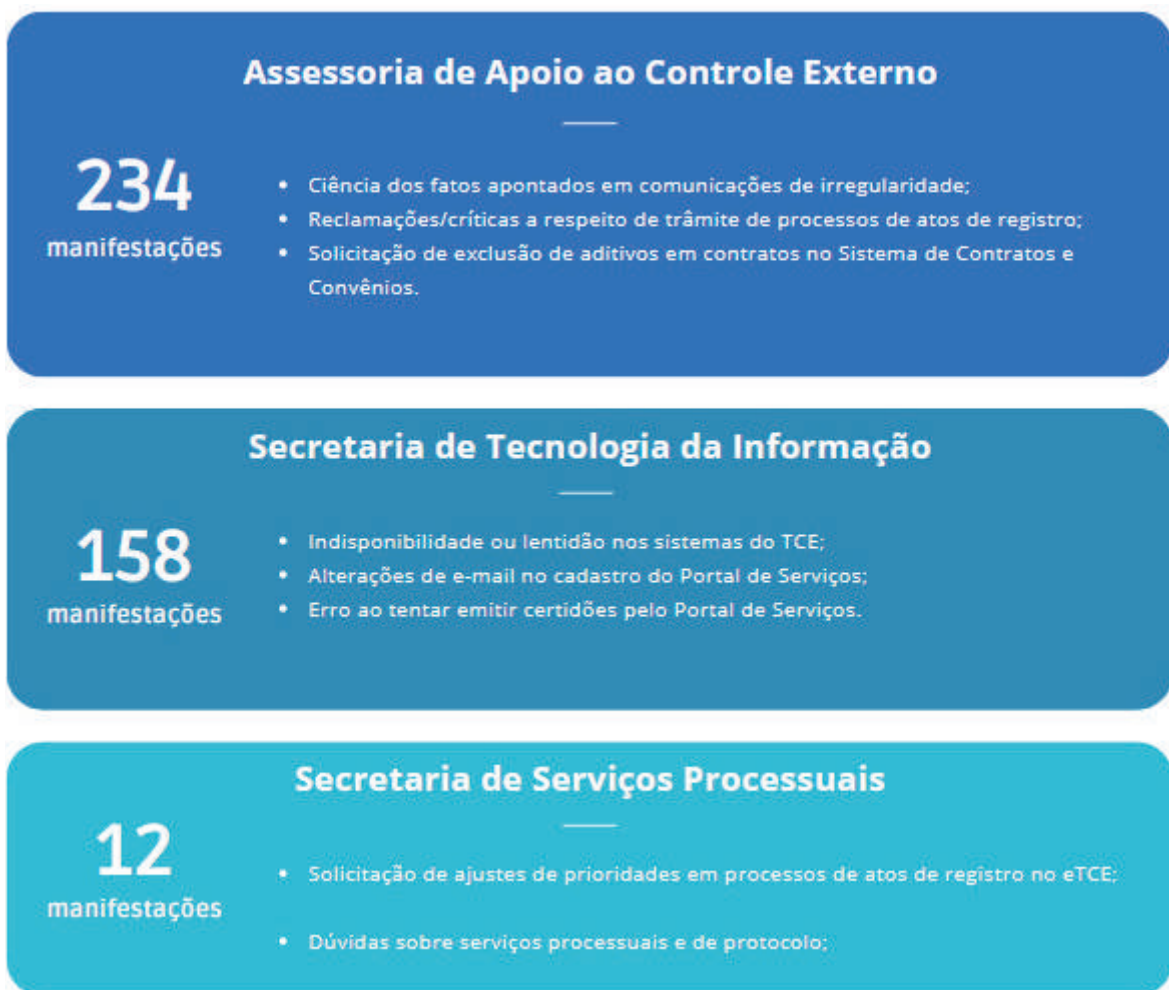 Assessoria de Apoio ao Controle Externo
234
manifestações
• Ciência dos fatos apontados em comunicações de irregularidade;
• Reclamações/críticas a respeito de trâmite de processos de atos de registro;
• Solicitação de exclusão de aditivos em contratos no Sistema de Contratos e
Convênios.
Secretaria de Tecnologia da Informação
158
manifestações
• Indisponibilidade ou lentidão nos sistemas do TCE;
• Alterações de e-mail no cadastro do Portal de Serviços;
• Erro ao tentar emitir certidões pelo Portal de Serviços.
Secretaria de Serviços Processuais
12
manifestações
• Solicitação de ajustes de prioridades em processos de atos de registro no eTCE;
• Dúvidas sobre serviços processuais e de protocolo;